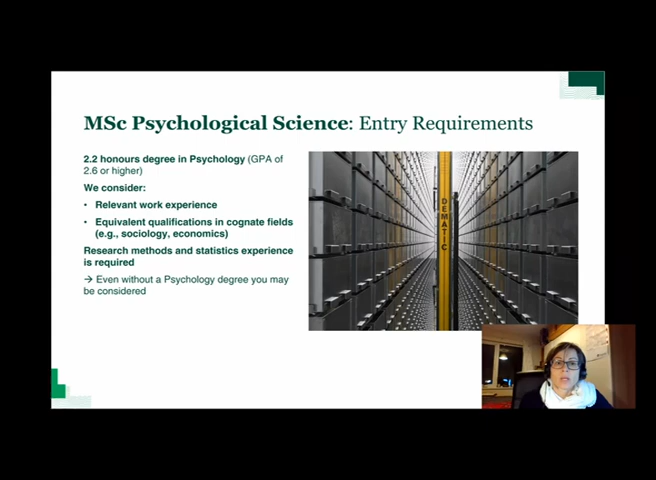 MSc Psychological Science: Entry Requirements
2.2 honours degree in Psychology (GPA of
2.6 or higher)
We consider:
• Relevant work experience
• Equivalent qualifications in cognate fields
(e.g., sociology, economics)
Research methods and statistics experience
is required
→ Even without a Psychology degree you may
be considered
DEMATIC